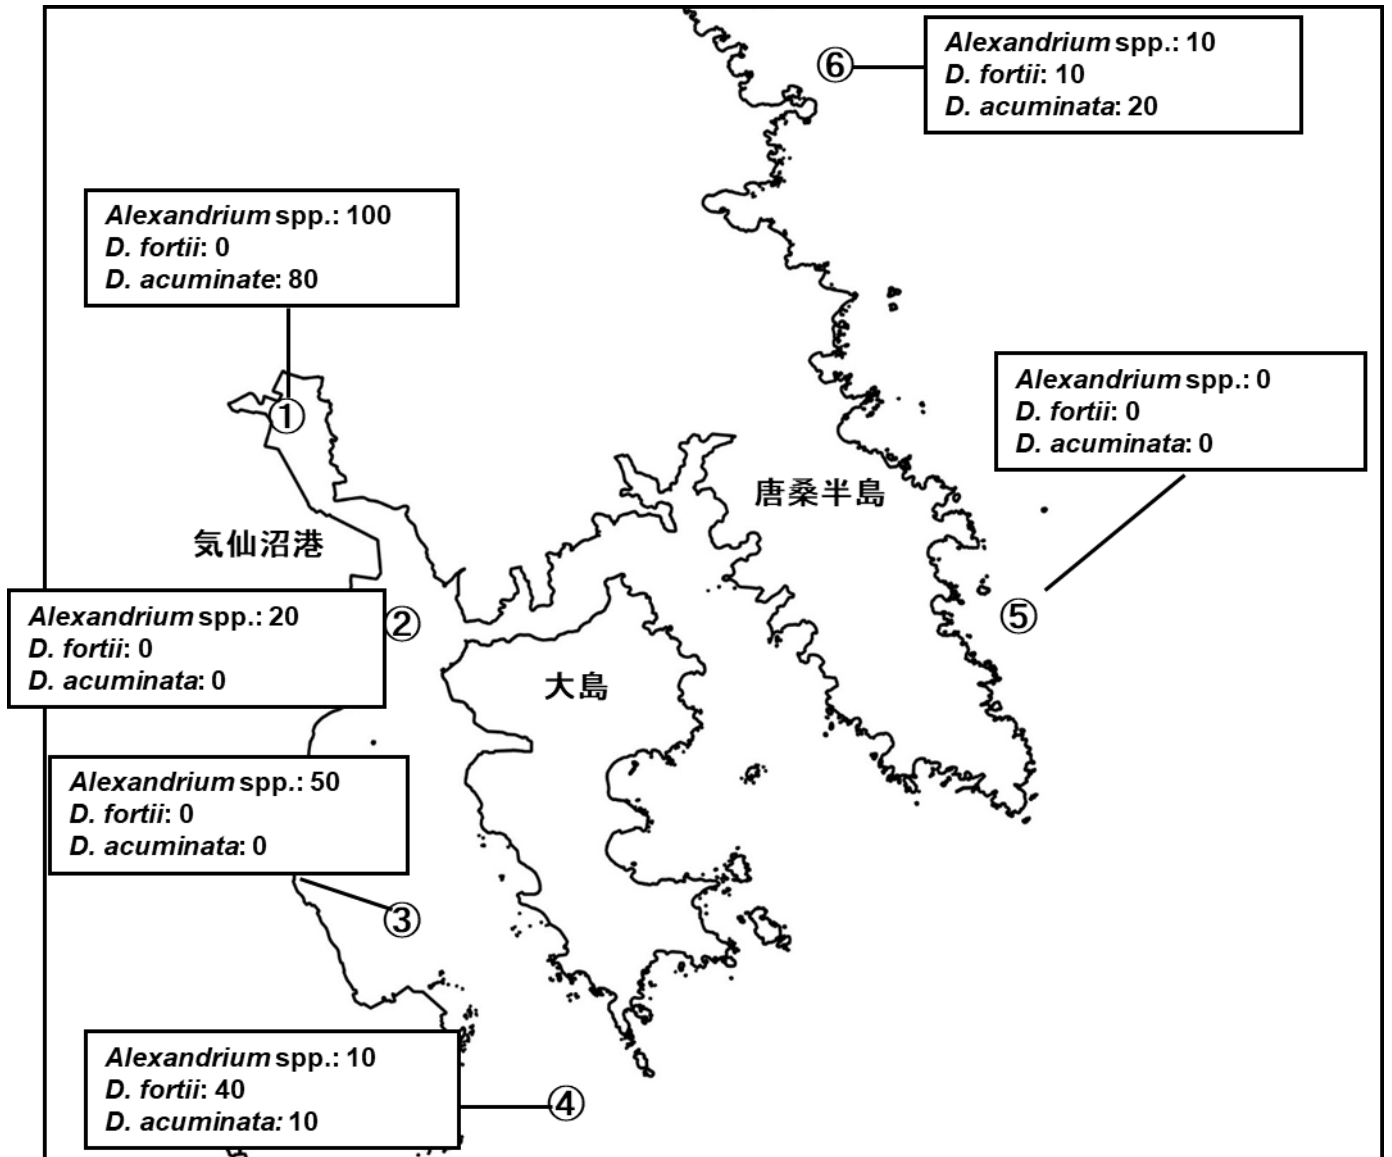 ⑥
Alexandrium spp.: 10
D. fortii: 10
D. acuminata: 20
Alexandrium spp.: 100
D. fortii: 0
D. acuminate: 80
①
Alexandrium spp.: 0
D. fortii: 0
D. acuminata: 0
唐桑半島
気仙沼港
Alexandrium spp.: 20
D. fortii: 0
D. acuminata: 0
②
⑤
大島
Alexandrium spp.: 50
D. fortii: 0
D. acuminata: 0
③
Alexandrium spp.: 10
D. fortii: 40
D. acuminata: 10
④